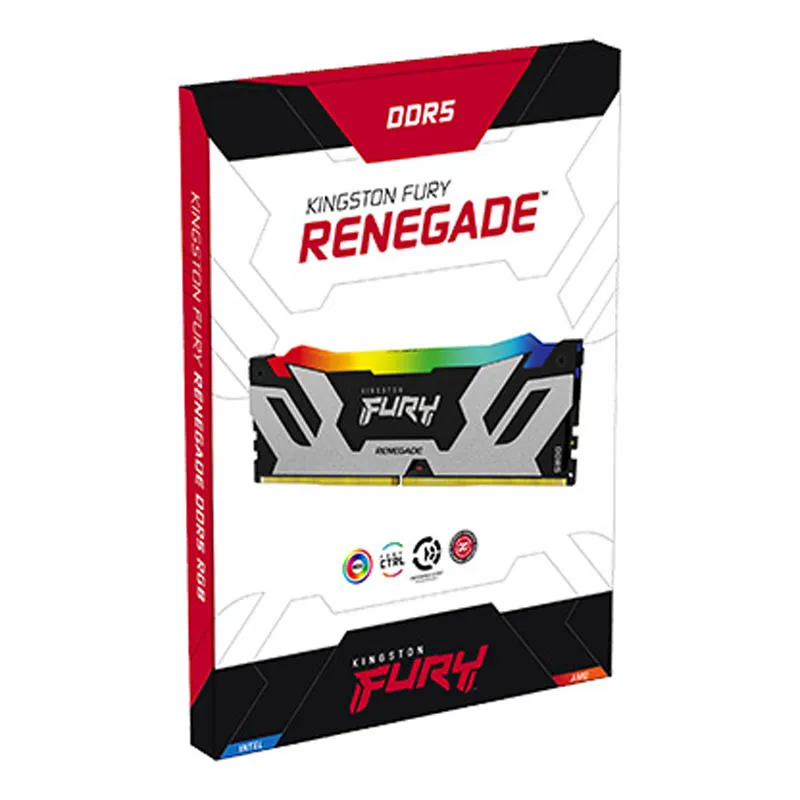 DDR5
KINGSTON FURY
RENEGADE™
KINGSTON FURY RENEGADE DDR5 RGB
KINGSTON
FURY
RENEGADE
DDR5
CTRL
KINGSTON
FURY
INTEL
AMD